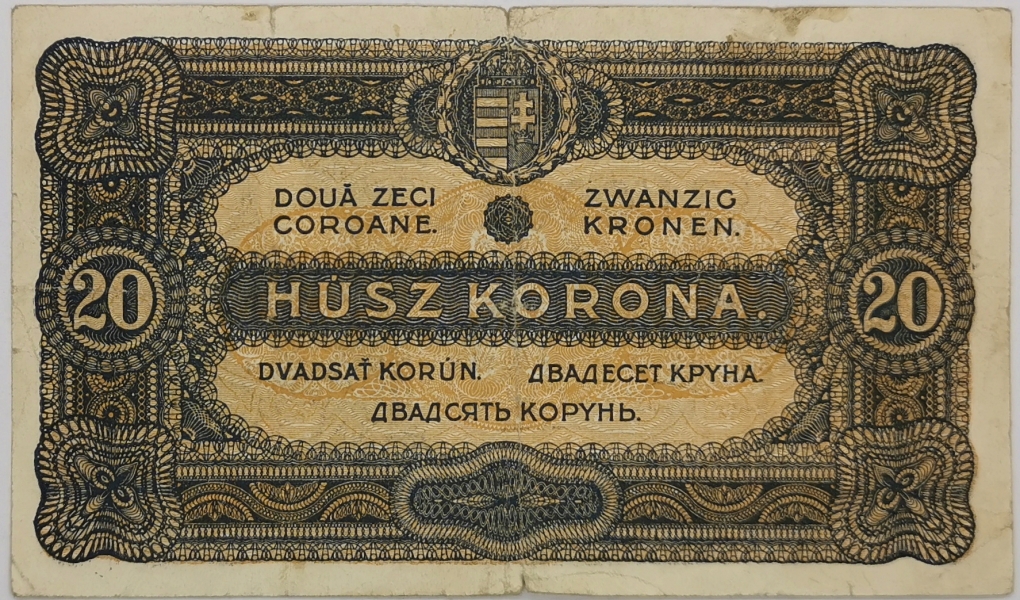 DOUĂ ZECI
COROANE.
ZWANZIG
KRONEN.
20
HÚSZ KORONA.
20
DVADSAŤ KORÚN.
ДВАДЕСЕТ КРУНА.
ДВАДСЯТЬ КОРУНЬ.